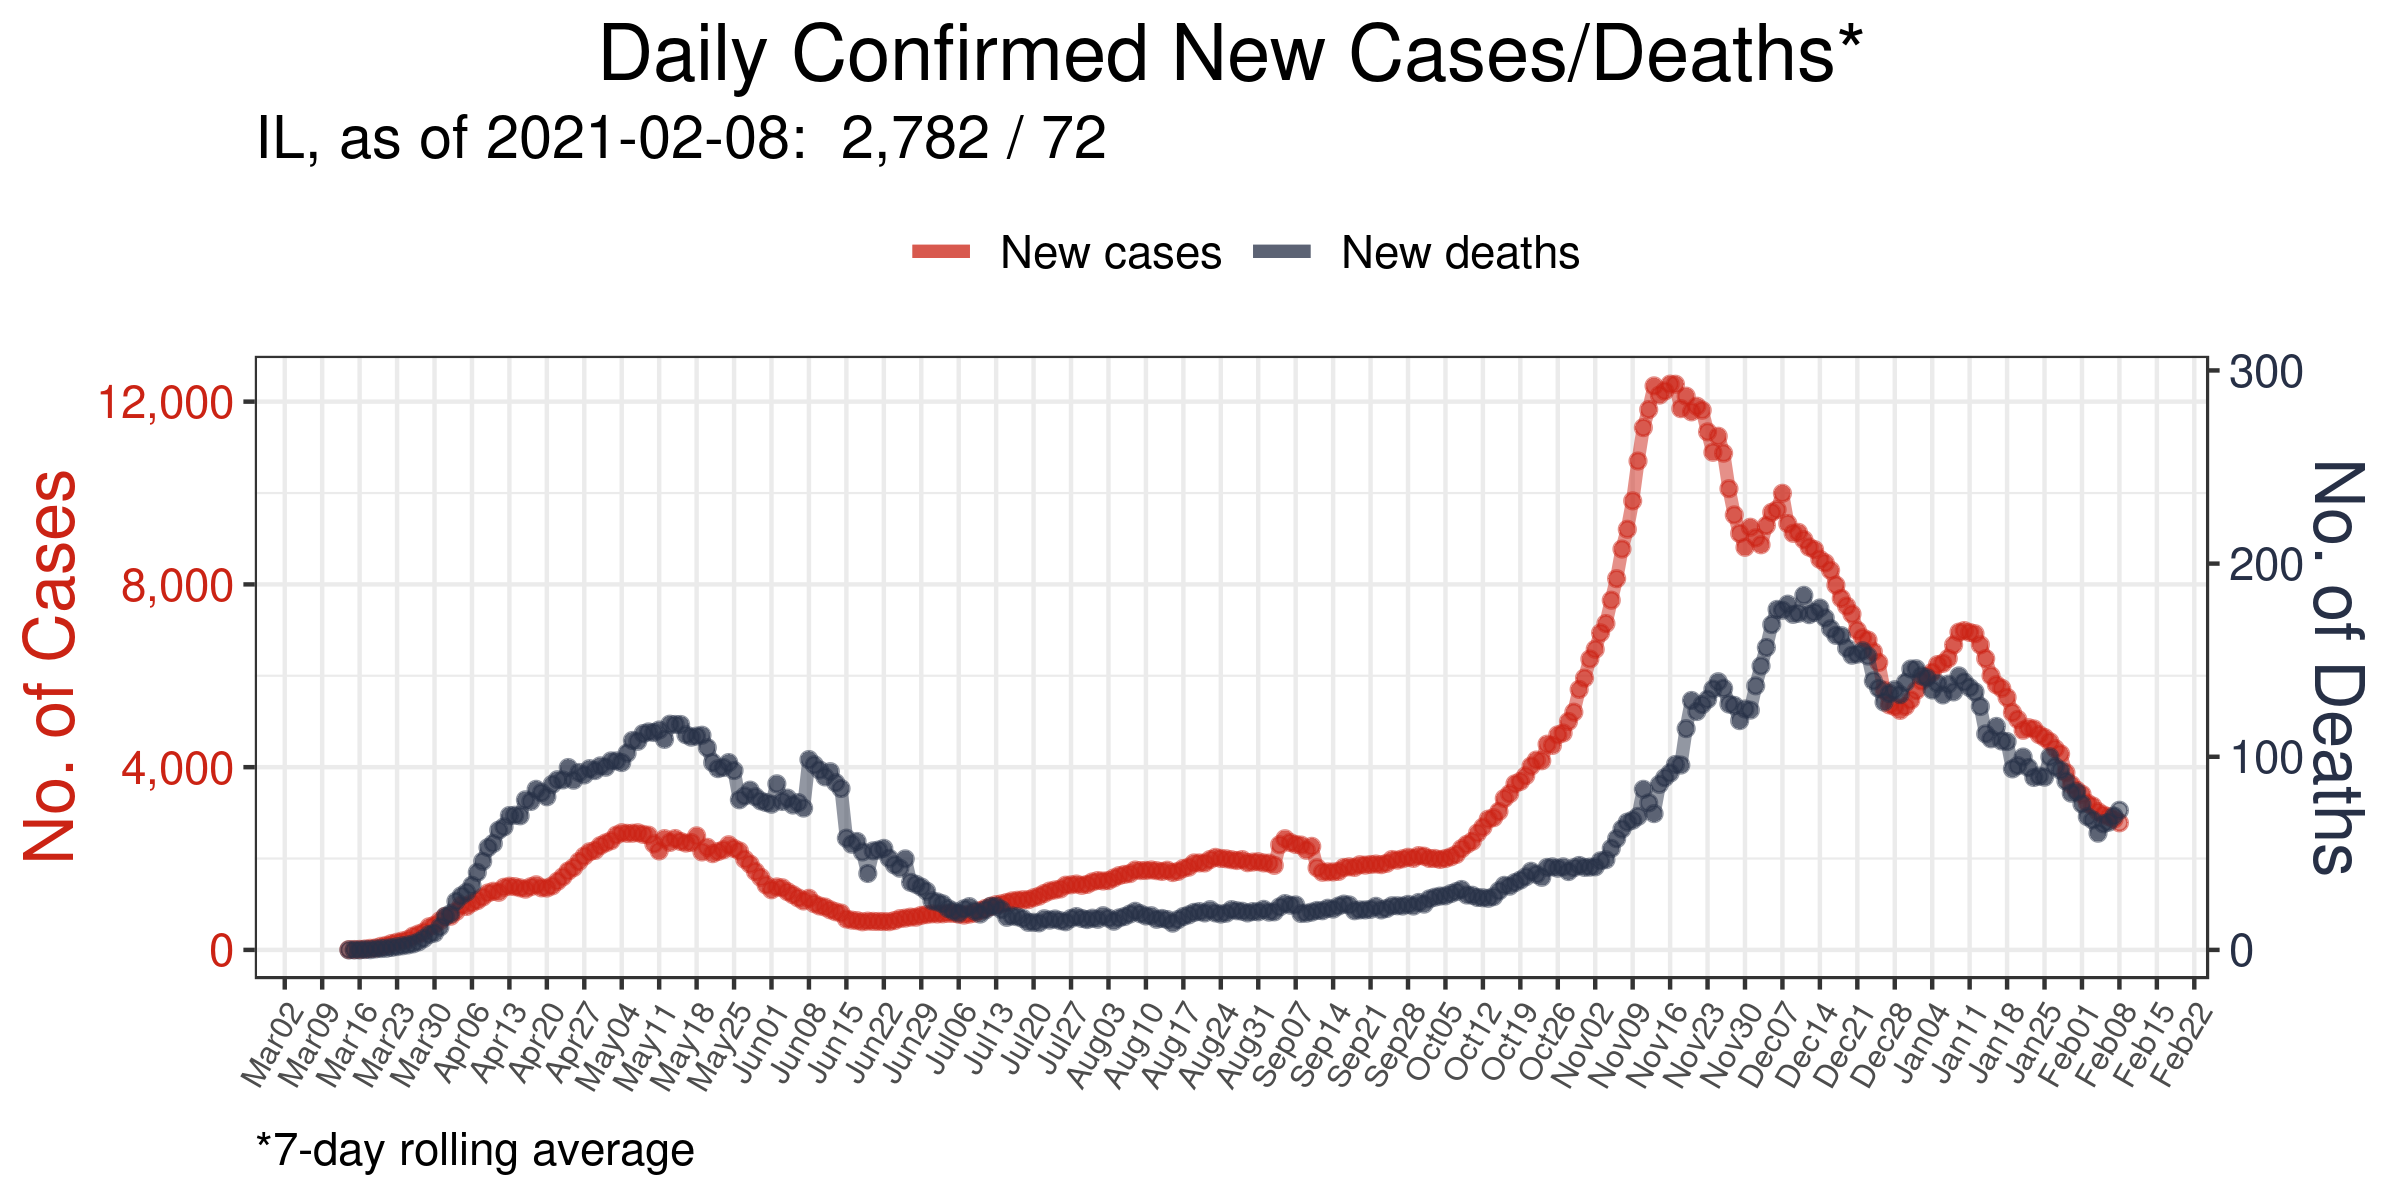 Daily Confirmed New Cases/Deaths*
IL, as of 2021-02-08:  2,782 / 72
New cases
New deaths
No. of Cases
12,000
8,000
4,000
0
300
200
100
0
No. of Deaths
Mar02
Mar09
Mar16
Mar23
Mar30
Apr06
Apr13
Apr20
Apr27
May04
May11
May18
May25
Jun01
Jun08
Jun15
Jun22
Jun29
Jul06
Jul13
Jul20
Jul27
Aug03
Aug10
Aug17
Aug24
Aug31
Sep07
Sep14
Sep21
Sep28
Oct05
Oct12
Oct19
Oct26
Nov02
Nov09
Nov16
Nov23
Nov30
Dec07
Dec14
Dec21
Dec28
Jan04
Jan11
Jan18
Jan25
Feb01
Feb08
Feb15
Feb22
*7-day rolling average